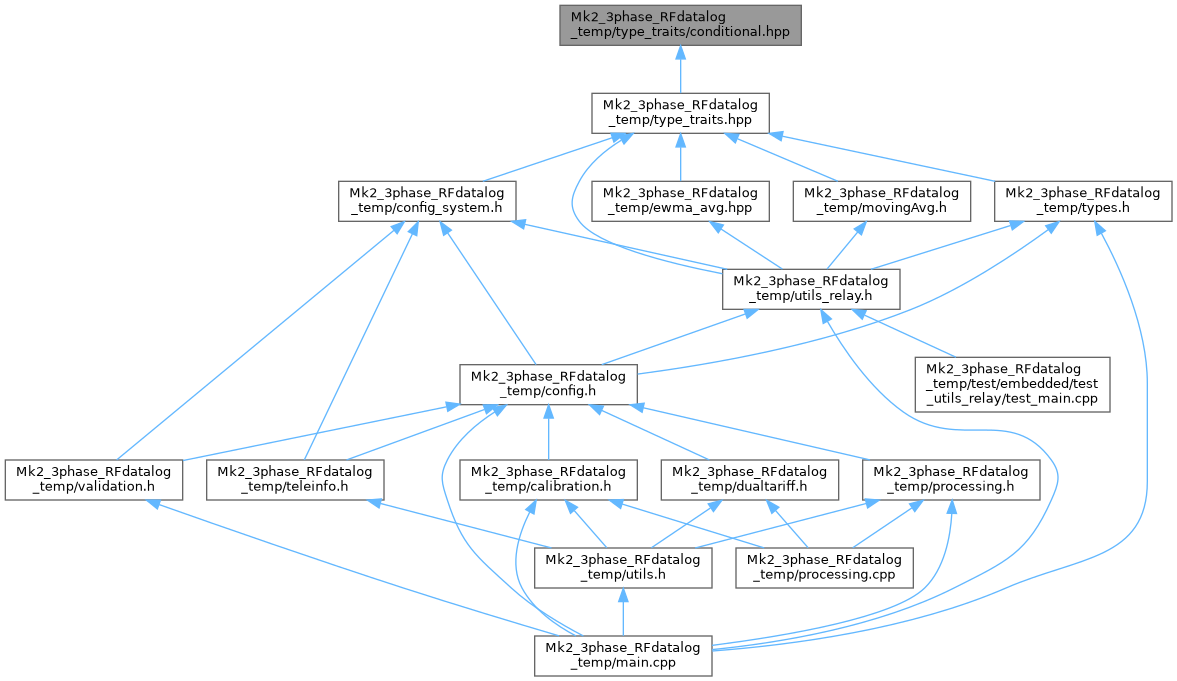 Mk2_3phase_RFdatalog
_temp/type_traits/conditional.hpp
Mk2_3phase_RFdatalog
_temp/type_traits.hpp
Mk2_3phase_RFdatalog
_temp/config_system.h
Mk2_3phase_RFdatalog
_temp/ewma_avg.hpp
Mk2_3phase_RFdatalog
_temp/movingAvg.h
Mk2_3phase_RFdatalog
_temp/types.h
Mk2_3phase_RFdatalog
_temp/utils_relay.h
Mk2_3phase_RFdatalog
_temp/config.h
Mk2_3phase_RFdatalog
_temp/test/embedded/test
_utils_relay/test_main.cpp
Mk2_3phase_RFdatalog
_temp/validation.h
Mk2_3phase_RFdatalog
_temp/teleinfo.h
Mk2_3phase_RFdatalog
_temp/calibration.h
Mk2_3phase_RFdatalog
_temp/dualtariff.h
Mk2_3phase_RFdatalog
_temp/processing.h
Mk2_3phase_RFdatalog
_temp/utils.h
Mk2_3phase_RFdatalog
_temp/processing.cpp
Mk2_3phase_RFdatalog
_temp/main.cpp